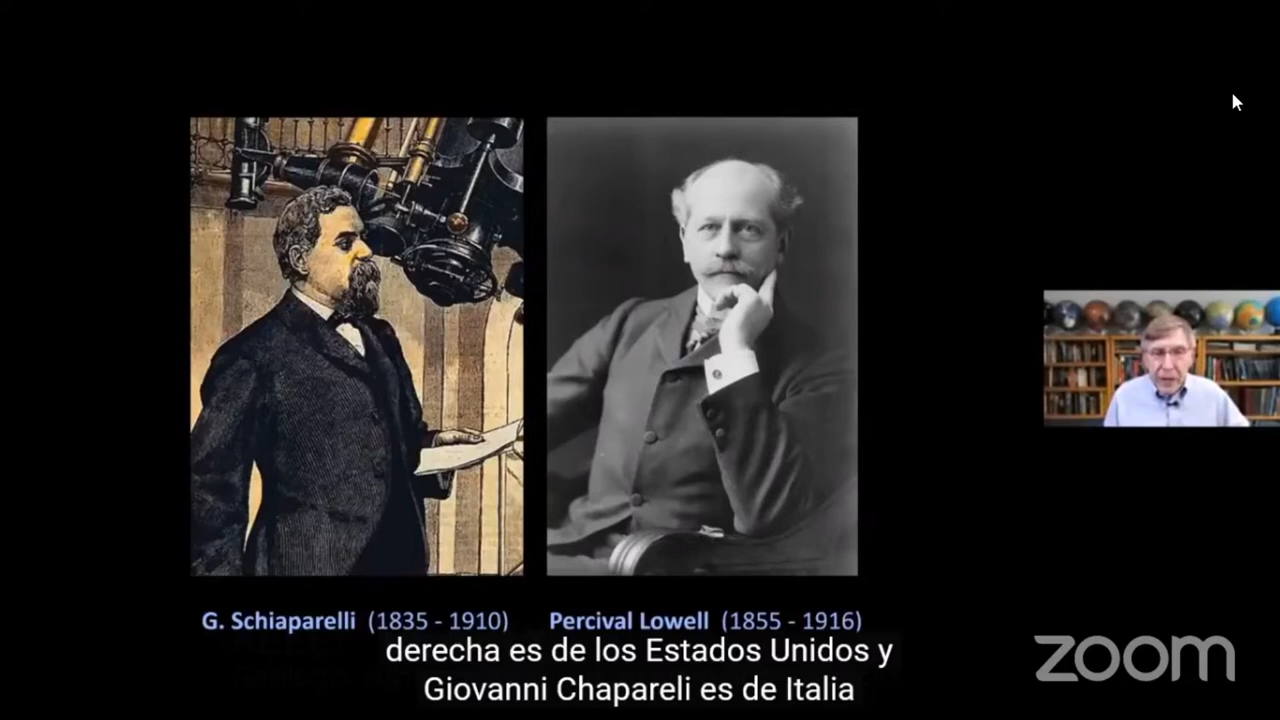 G. Schiaparelli (1835 - 1910) Percival Lowell (1855 - 1916)
derecha es de los Estados Unidos y
Giovanni Chapareli es de Italia
zoom